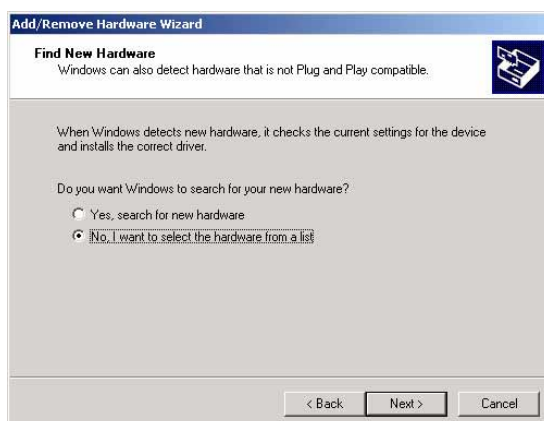 Add/Remove Hardware Wizard
Find New Hardware
Windows can also detect hardware that is not Plug and Play compatible.
When Windows detects new hardware, it checks the current settings for the device
and installs the correct driver.
Do you want Windows to search for your new hardware?
Yes, search for new hardware
No, I want to select the hardware from a list
< Back
Next >
Cancel